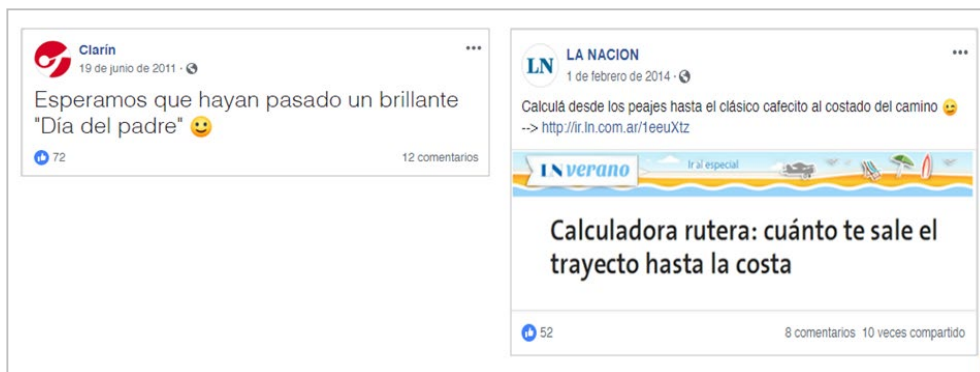 Clarín
19 de junio de 2011 ·
Esperamos que hayan pasado un brillante
"Día del padre" 🙂
72
12 comentarios
LN
LA NACION
1 de febrero de 2014 ·
Calculá desde los peajes hasta el clásico cafecito al costado del camino 😉
--> http://ir.ln.com.ar/1eeuXtz
LN verano
Ir al especial
Calculadora rutera: cuánto te sale el
trayecto hasta la costa
52
8 comentarios 10 veces compartido